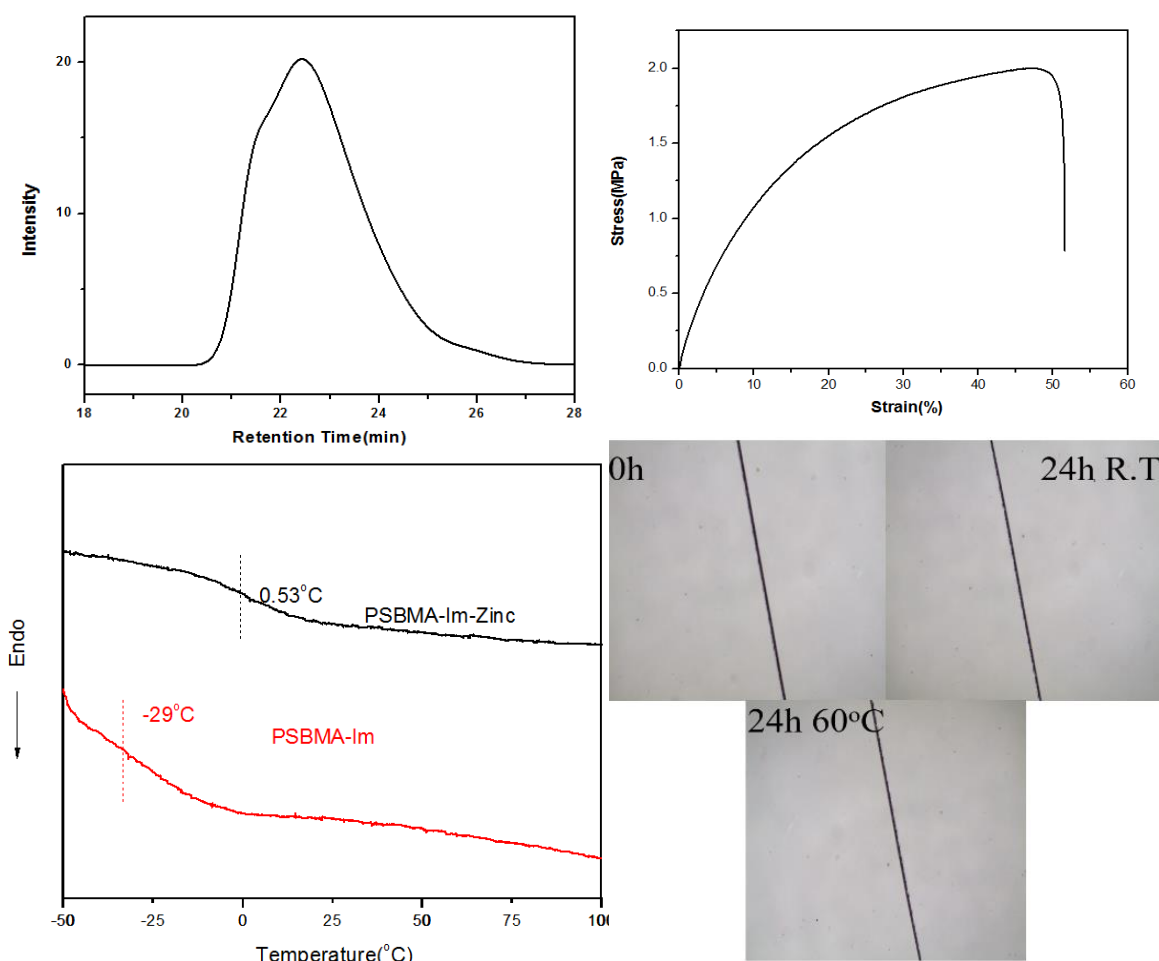 20
10
0
Intensity
18 20 22 24 26 28
Retention Time(min)
2.0
1.5
1.0
0.5
0.0
Stress(MPa)
0 10 20 30 40 50 60
Strain(%)
Endo
0.53°C
PSBMA-Im-Zinc
-29°C
PSBMA-Im
-50 -25 0 25 50 75 100
Temperature(°C)
0h
24h R.T
24h 60°C